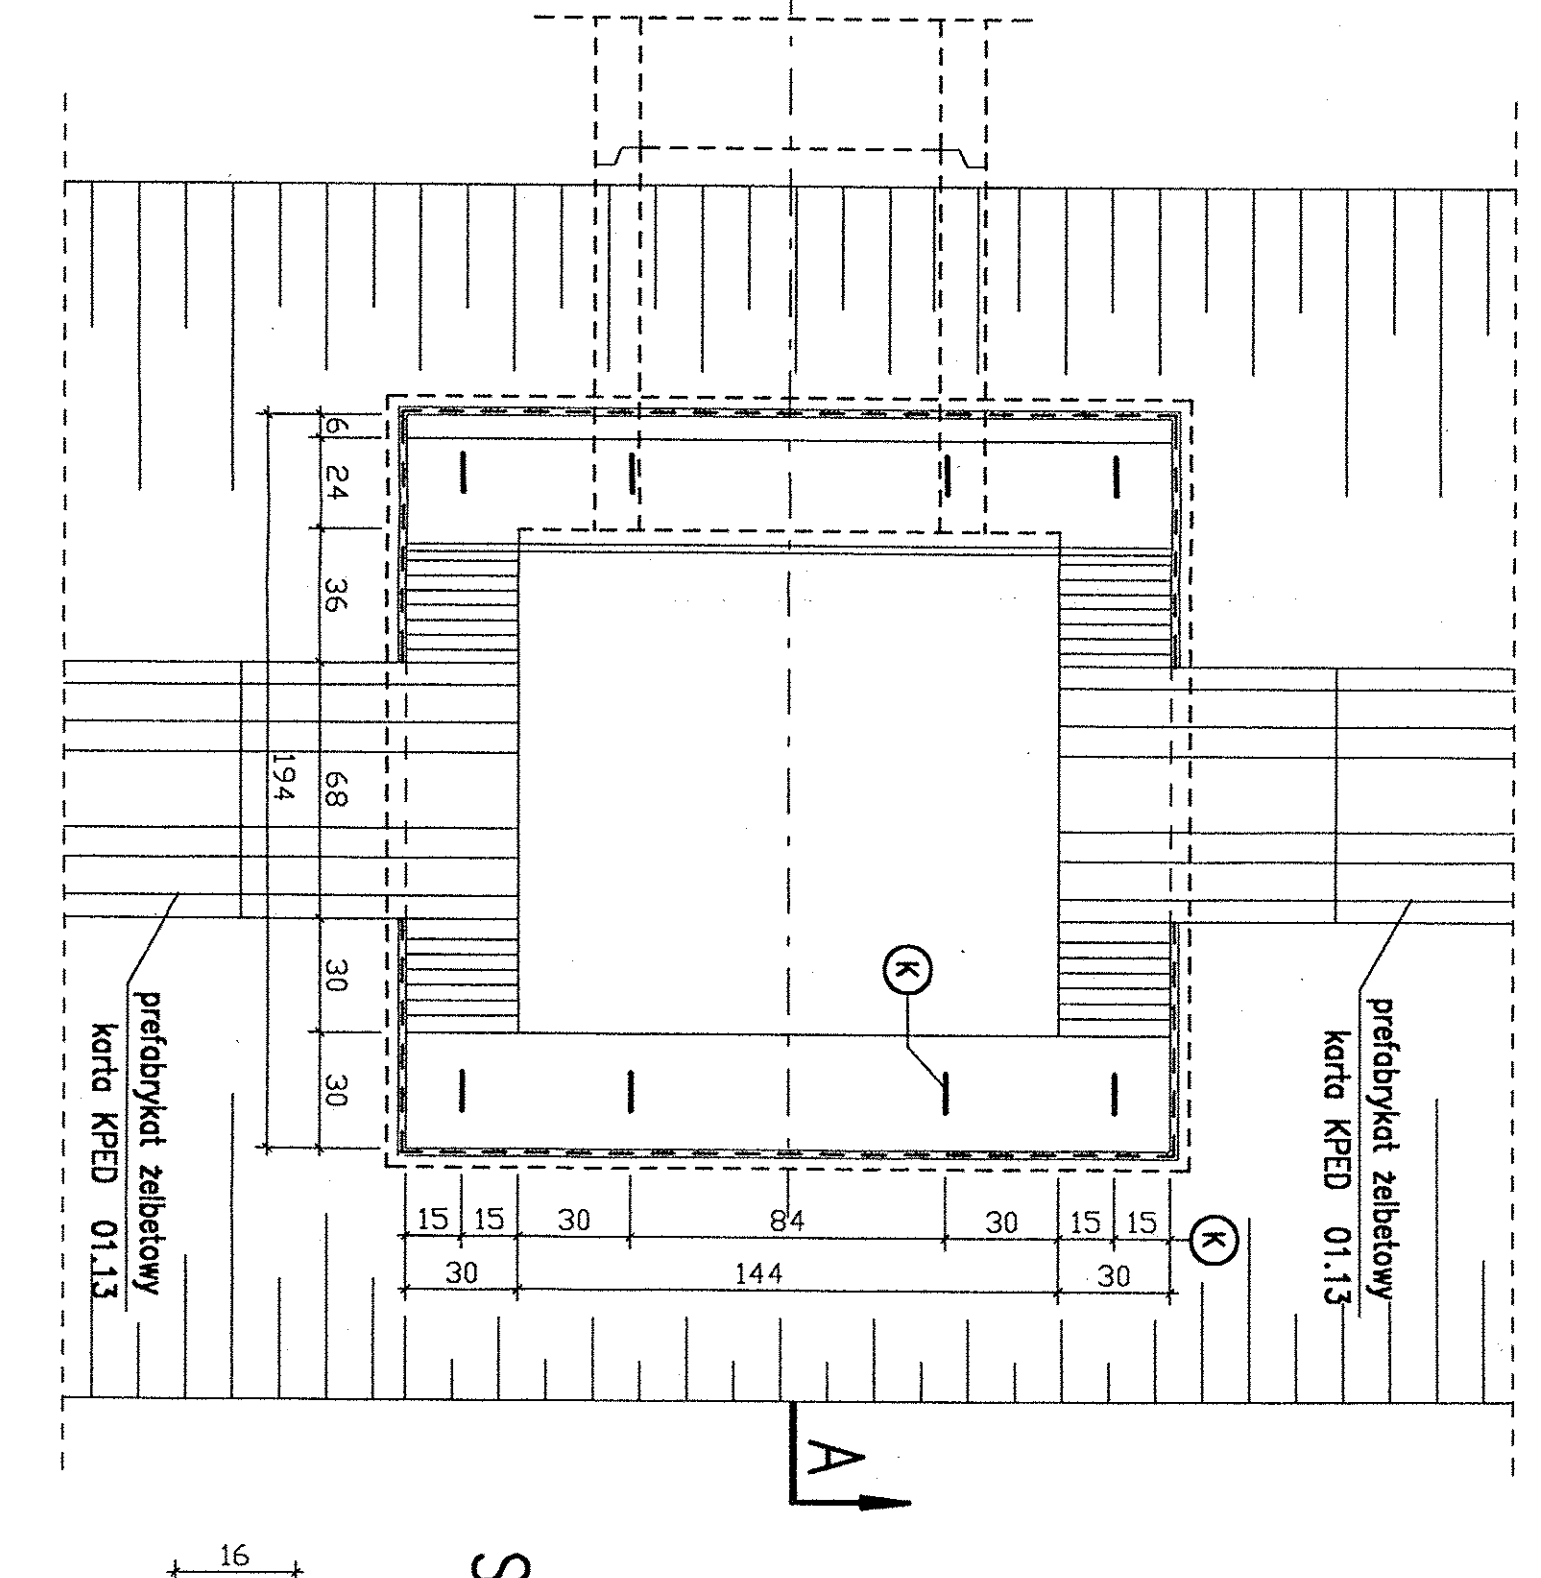 6
24
36
68
194
30
30
K
prefabrykat żelbetowy
karta KPED 01.13
prefabrykat żelbetowy
karta KPED 01.13
15 15 30 84 30 15 15 K
30 144 30
A
16
S